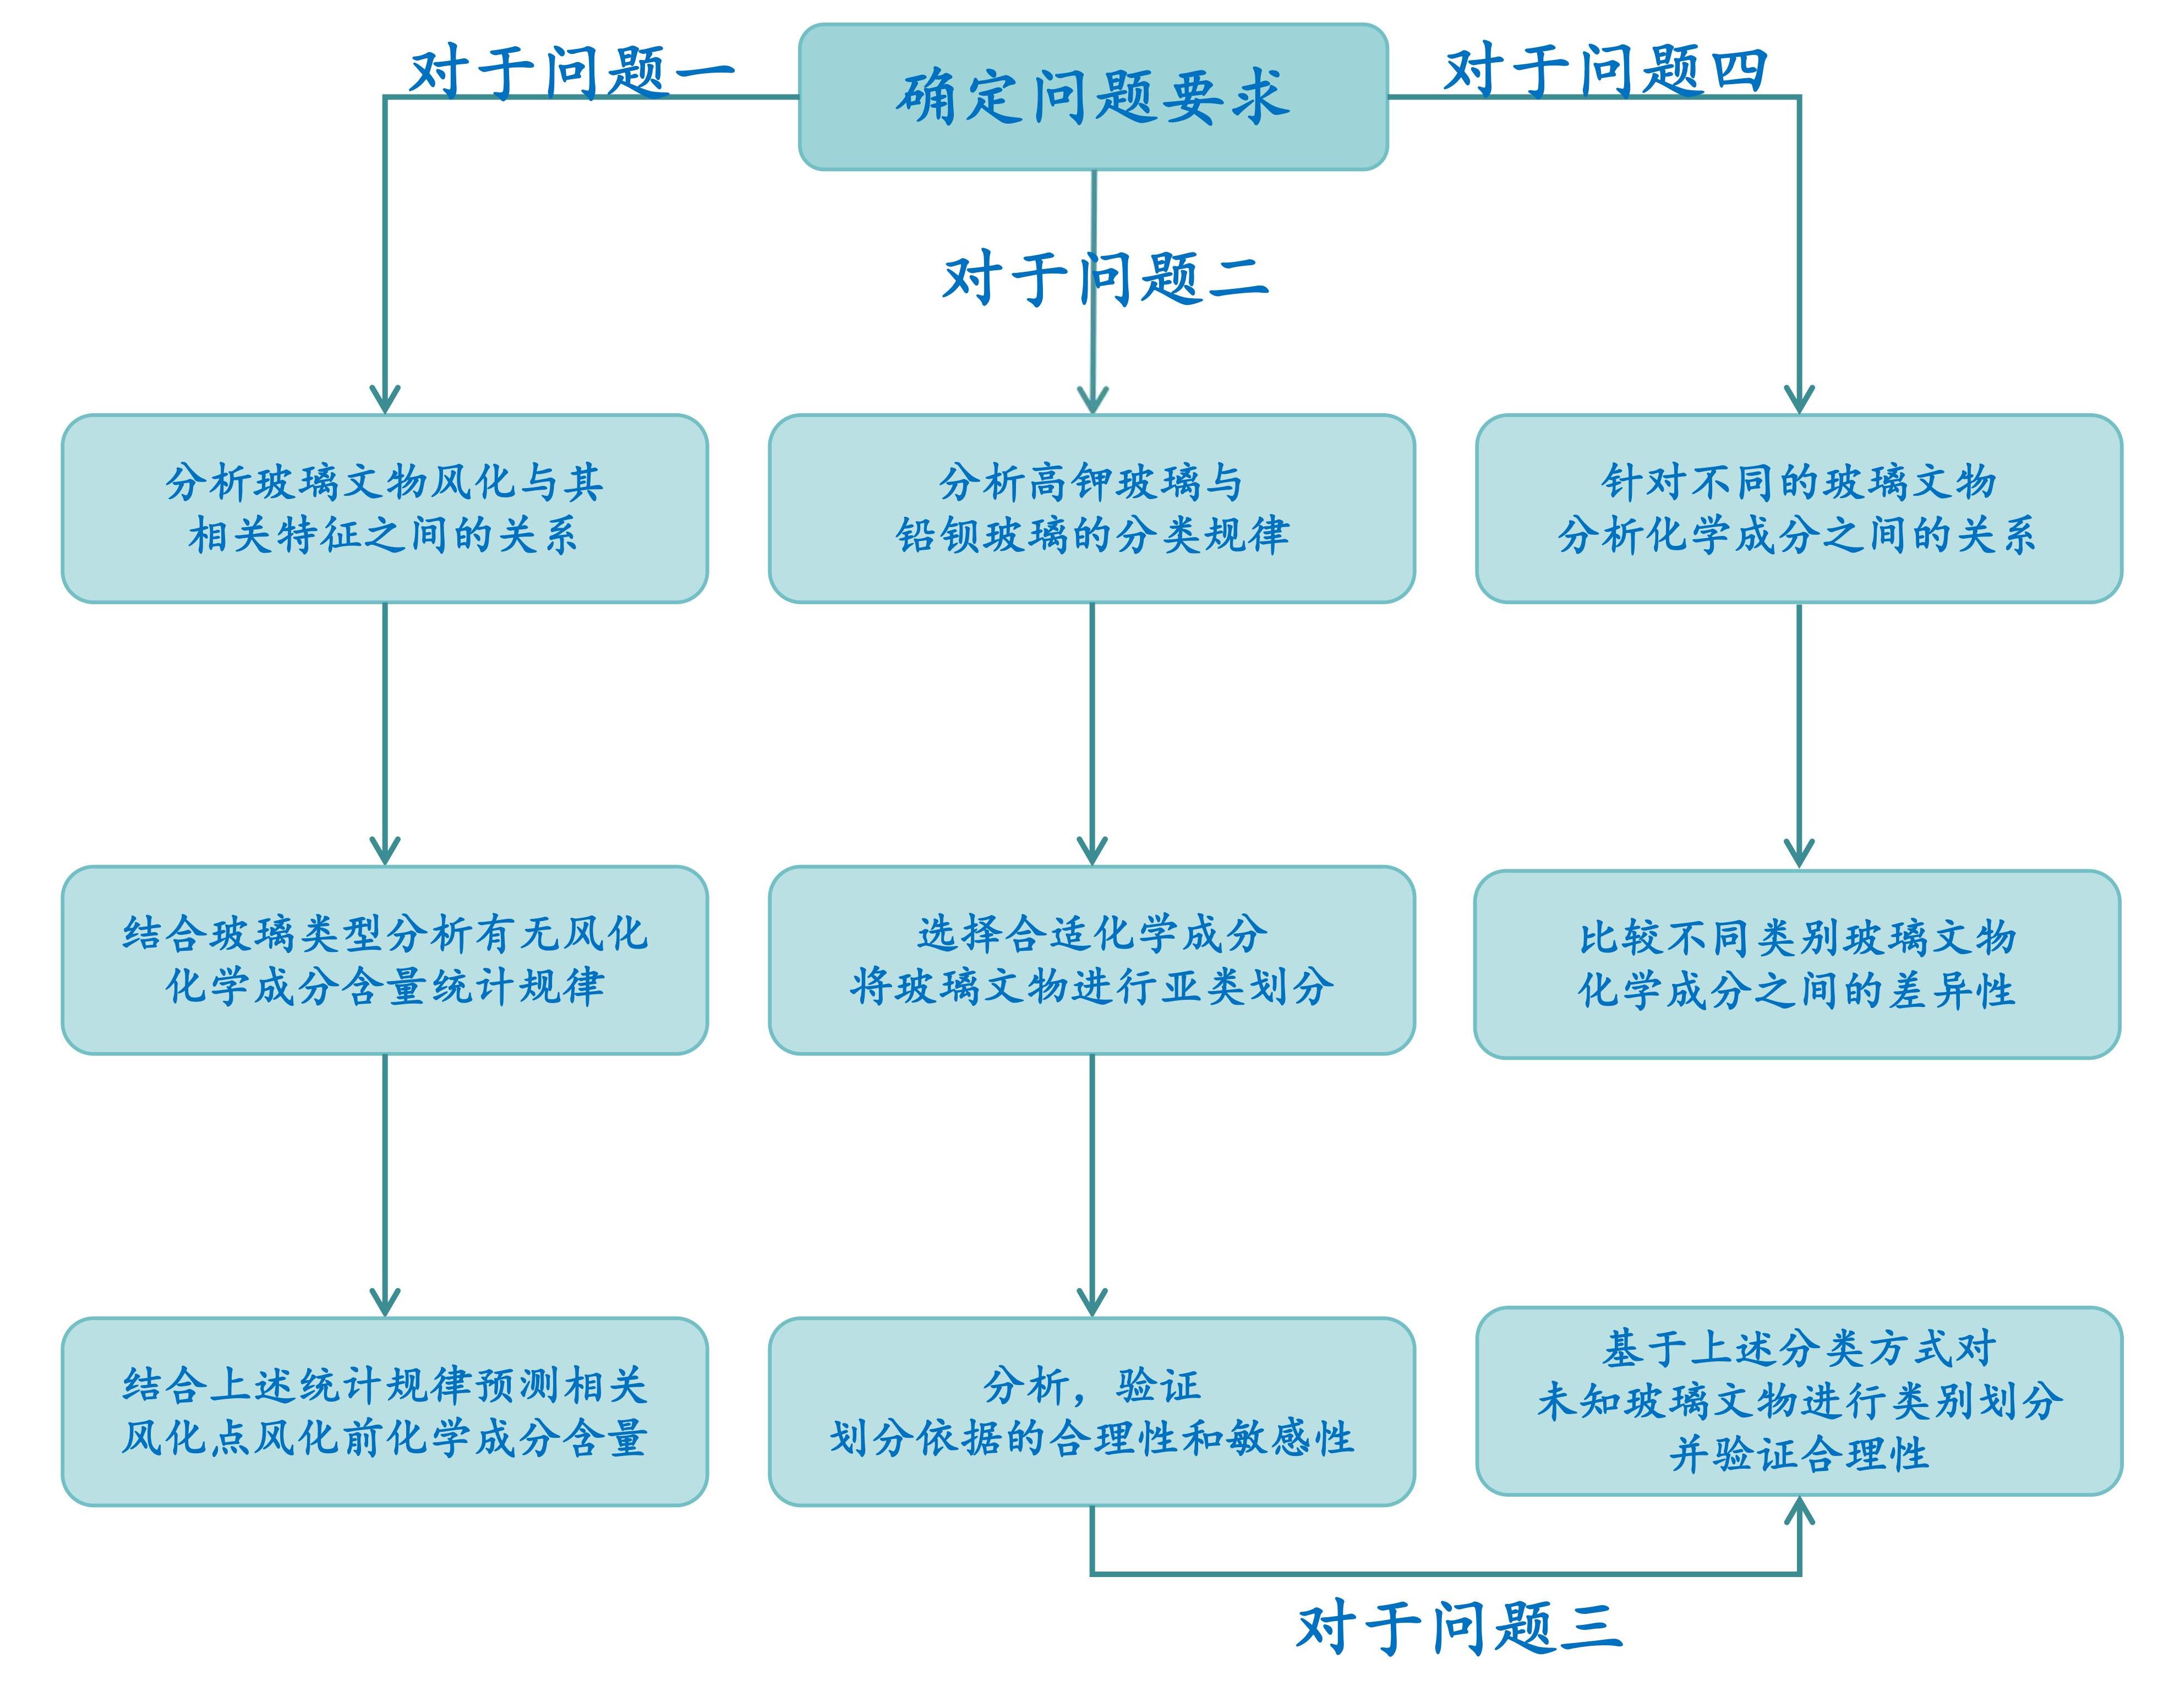 对于问题一
确定问题要求
对于问题四
对于问题二
分析玻璃文物风化与其
相关特征之间的关系
分析高钾玻璃与
铅钡玻璃的分类规律
针对不同的玻璃文物
分析化学成分之间的关系
结合玻璃类型分析有无风化
化学成分含量统计规律
选择合适化学成分
将玻璃文物进行亚类划分
比较不同类别玻璃文物
化学成分之间的差异性
结合上述统计规律预测相关
风化点风化前化学成分含量
分析，验证
划分依据的合理性和敏感性
基于上述分类方式对
未知玻璃文物进行类别划分
并验证合理性
对于问题三